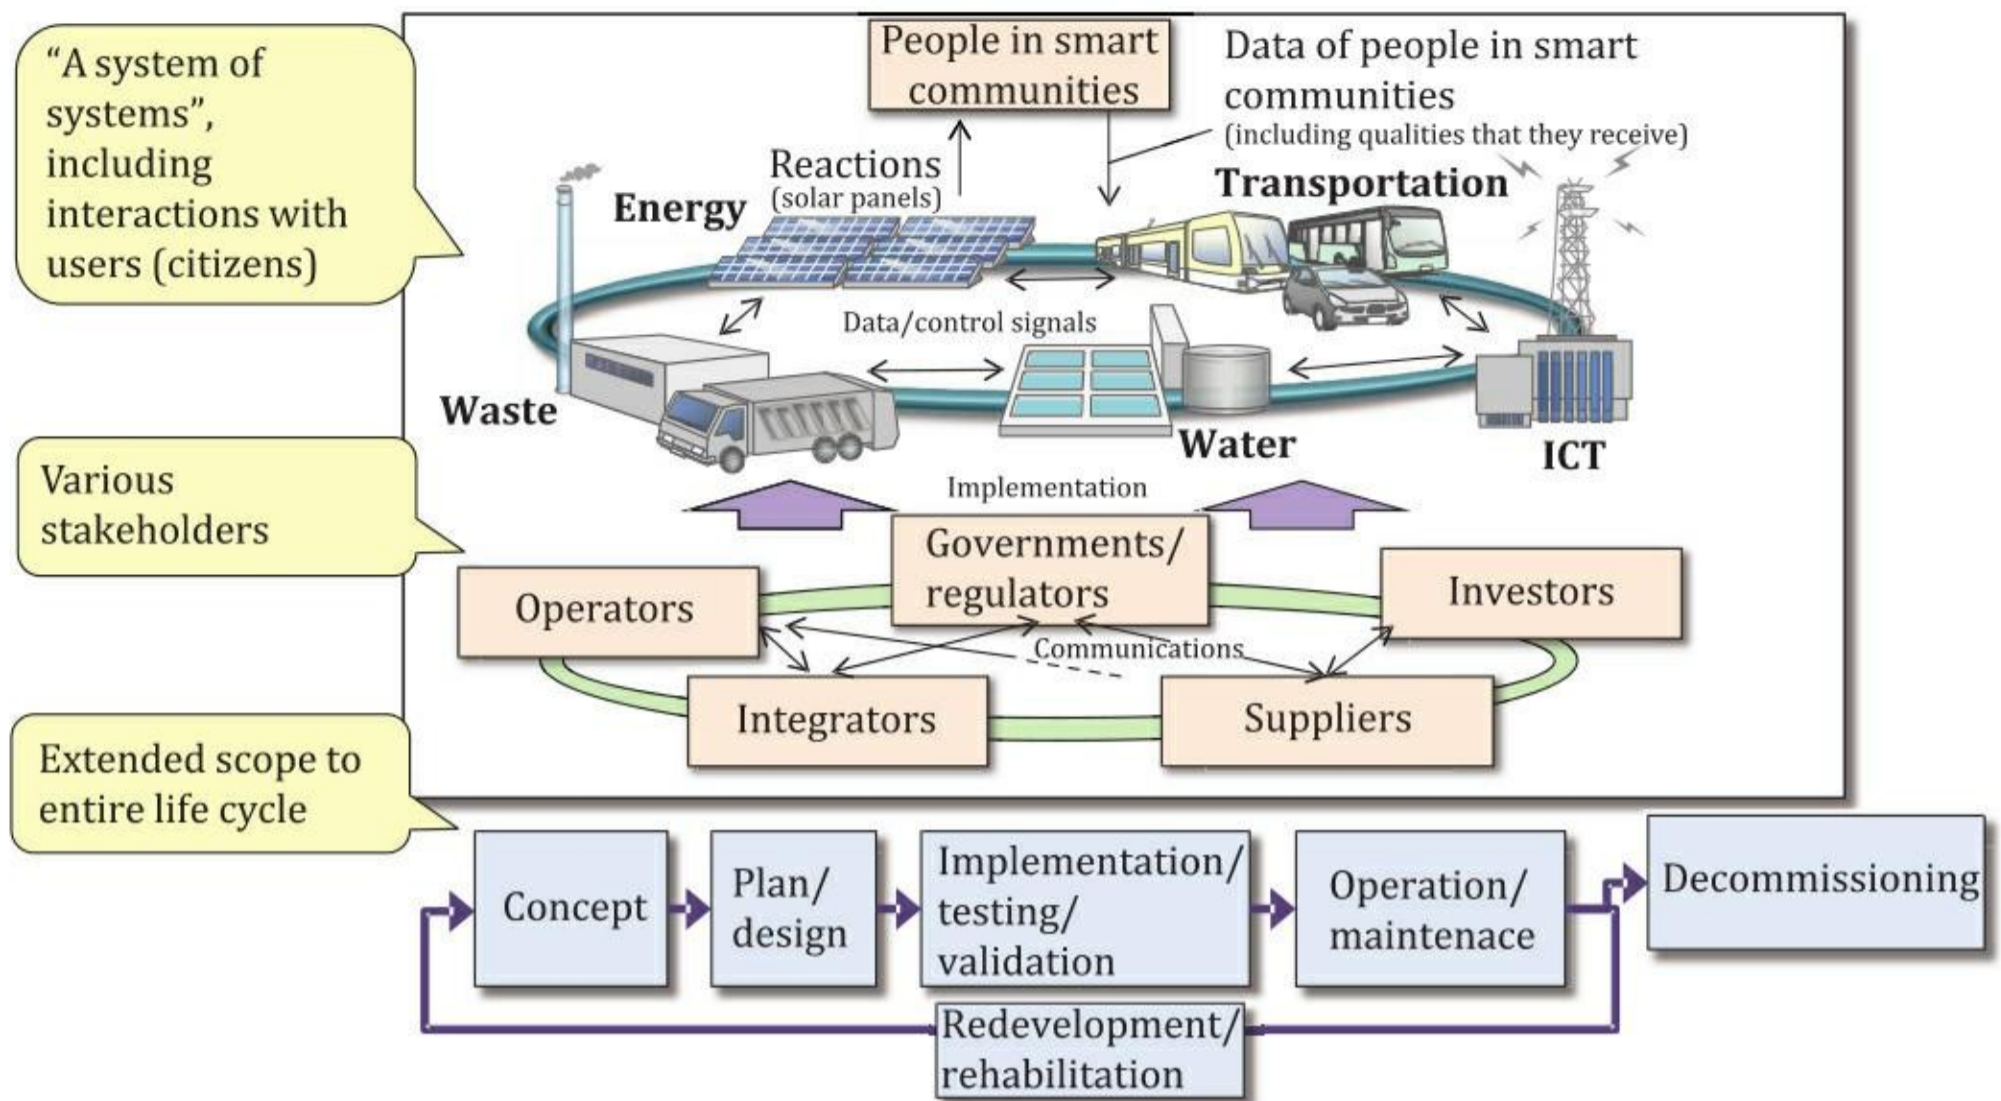 “A system of
systems”,
including
interactions with
users (citizens)
People in smart
communities
Data of people in smart
communities
(including qualities that they receive)
Reactions
(solar panels)
Energy
Transportation
Data/control signals
Waste
Water
ICT
Various
stakeholders
Implementation
Governments/
regulators
Operators
Investors
Communications
Integrators
Suppliers
Extended scope to
entire life cycle
Concept
Plan/
design
Implementation/
testing/
validation
Operation/
maintenace
Decommissioning
Redevelopment/
rehabilitation